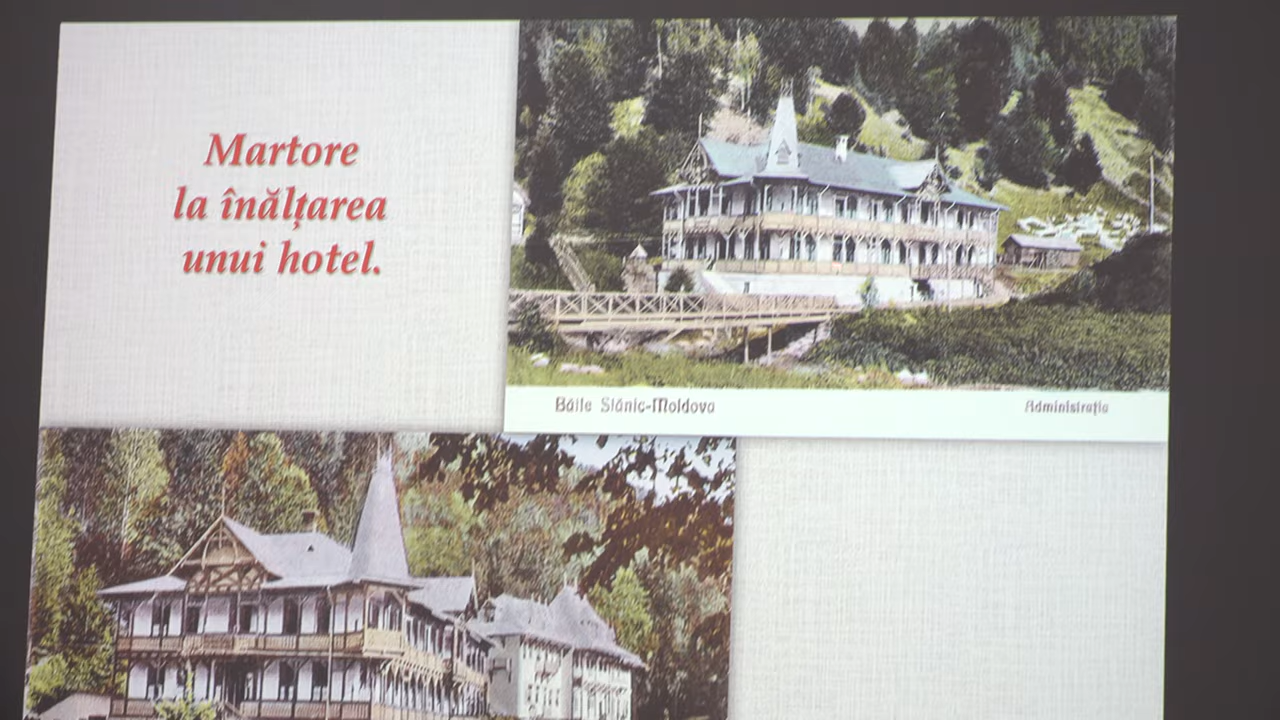 Martore
la înălțarea
unui hotel.
Băile Slănic-Moldova
Administrația